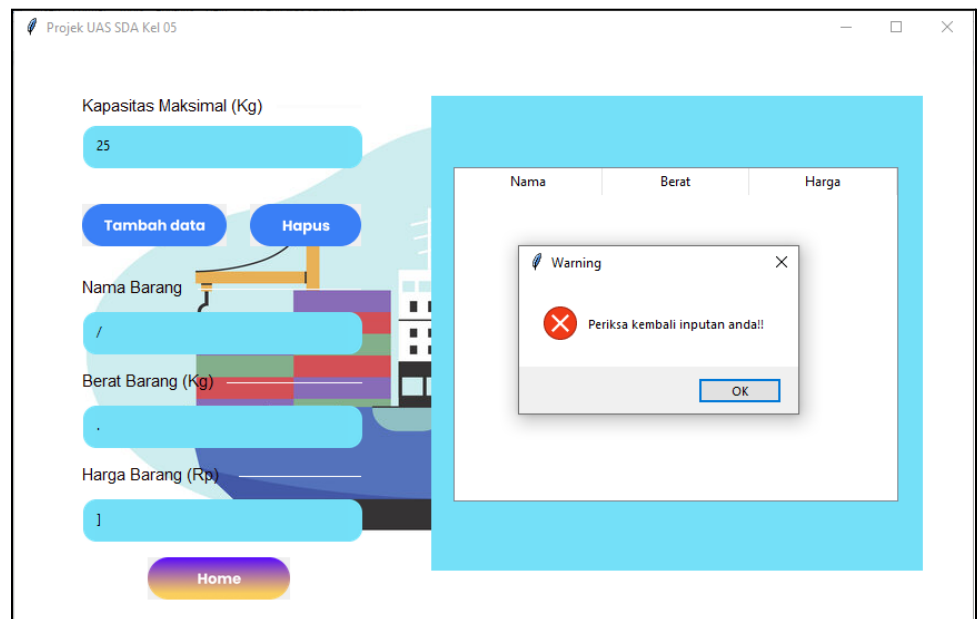 Projek UAS SDA Kel 05
Kapasitas Maksimal (Kg)
25
Tambah data
Hapus
Nama Barang
/
Berat Barang (Kg)
.
Harga Barang (Rp)
]
Home
Nama Berat Harga
Warning
Periksa kembali inputan anda!!
OK